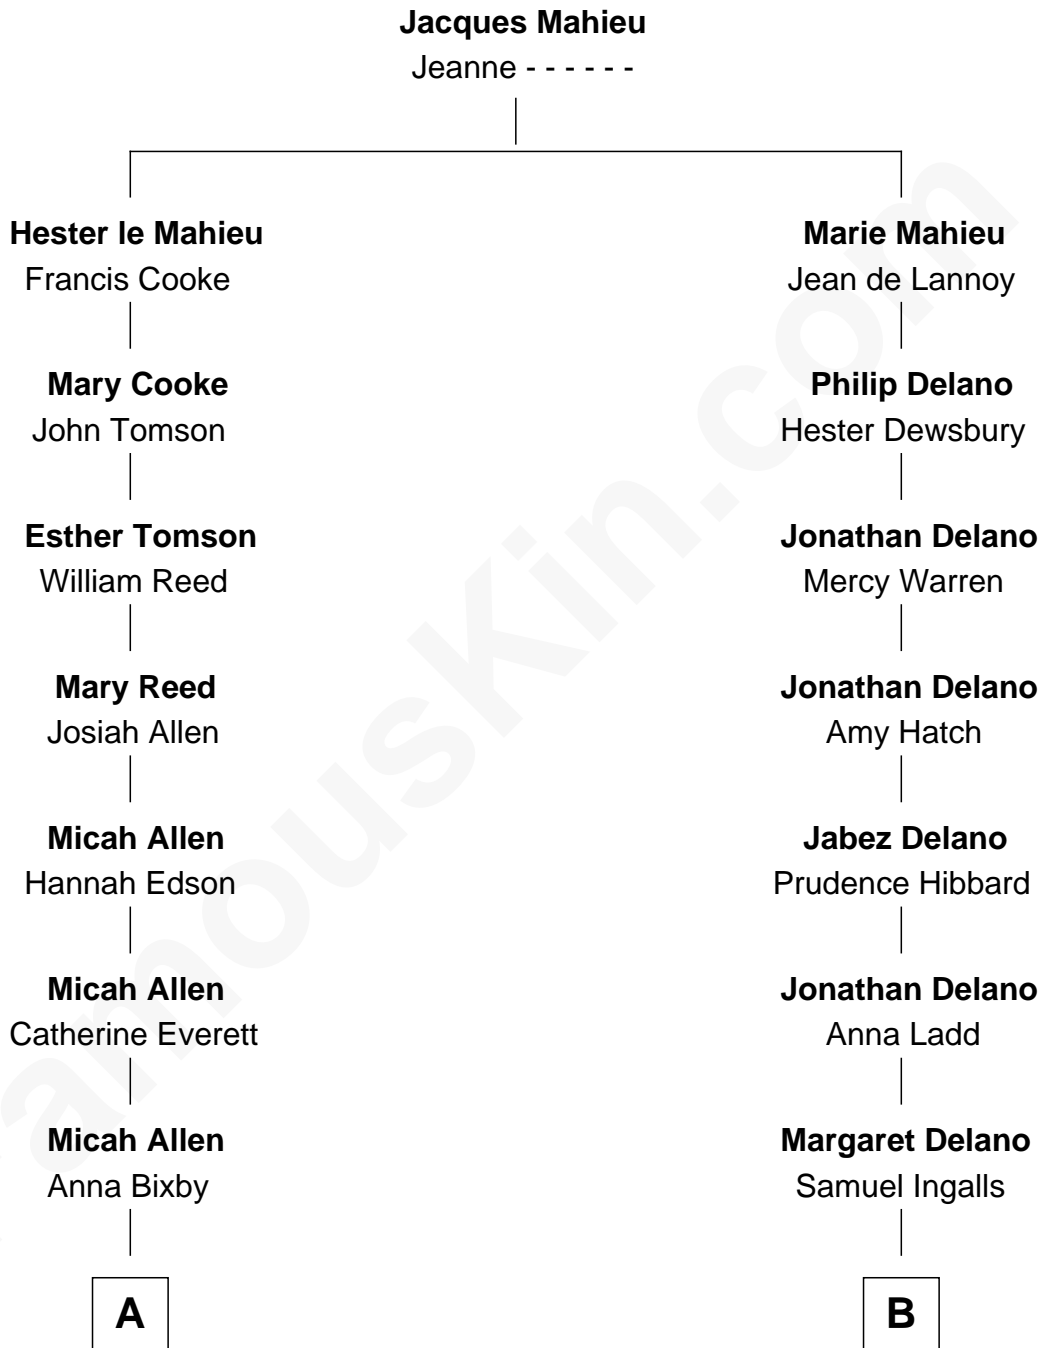 Jacques Mahieu
Jeanne - - - - - -
Hester le Mahieu
Francis Cooke
Marie Mahieu
Jean de Lannoy
Mary Cooke
John Tomson
Philip Delano
Hester Dewsbury
Esther Tomson
William Reed
Jonathan Delano
Mercy Warren
Mary Reed
Josiah Allen
Jonathan Delano
Amy Hatch
Micah Allen
Hannah Edson
Jabez Delano
Prudence Hibbard
Micah Allen
Catherine Everett
Jonathan Delano
Anna Ladd
Micah Allen
Anna Bixby
Margaret Delano
Samuel Ingalls
A
B
amousKin.com